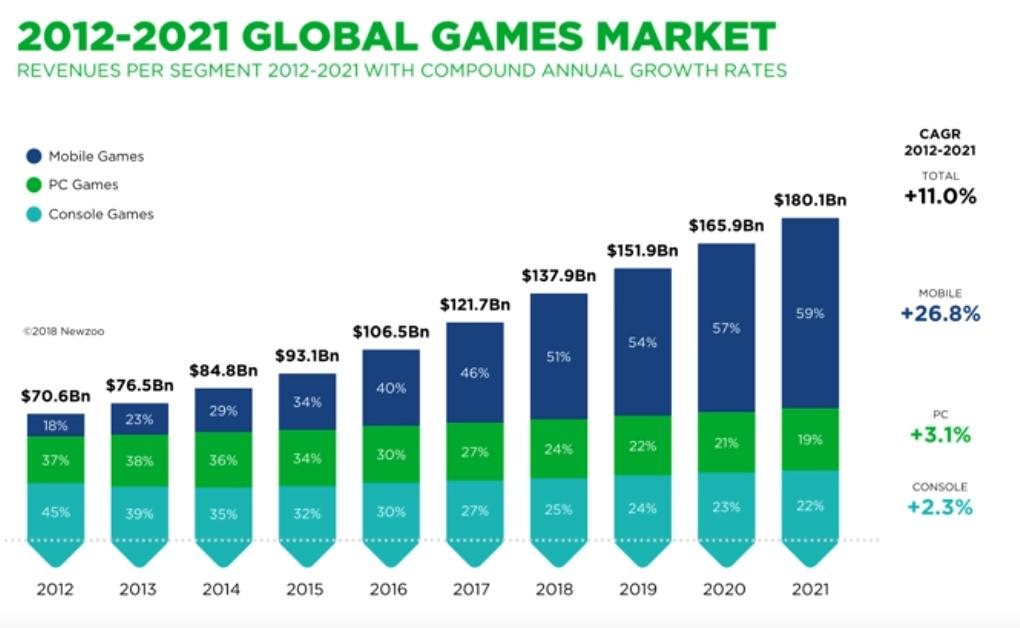 2012-2021 GLOBAL GAMES MARKET
REVENUES PER SEGMENT 2012-2021 WITH COMPOUND ANNUAL GROWTH RATES
Mobile Games
PC Games
Console Games
©2018 Newzoo
CAGR
2012-2021
TOTAL
+11.0%
MOBILE
+26.8%
PC
+3.1%
CONSOLE
+2.3%
$70.6Bn
18%
37%
45%
2012
$76.5Bn
23%
38%
39%
2013
$84.8Bn
29%
36%
35%
2014
$93.1Bn
34%
34%
32%
2015
$106.5Bn
40%
30%
30%
2016
$121.7Bn
46%
27%
27%
2017
$137.9Bn
51%
24%
25%
2018
$151.9Bn
54%
22%
24%
2019
$165.9Bn
57%
21%
23%
2020
$180.1Bn
59%
19%
22%
2021